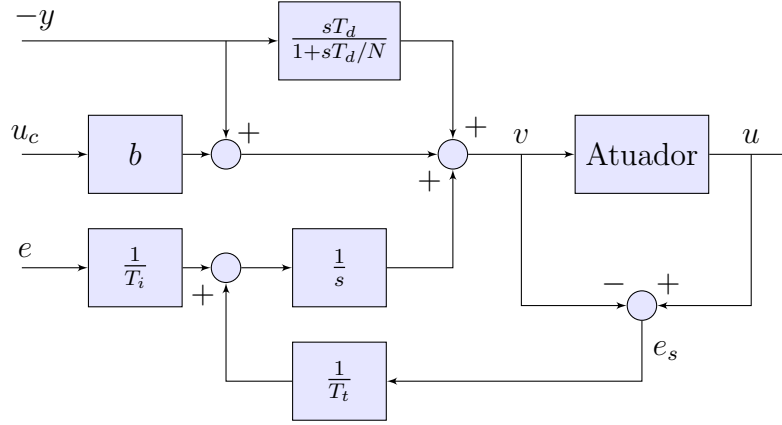 −y
sT_d / 1+sT_d/N
+ +
u_c b v Atuador u
+
e 1/T_i 1/s − +
+
e_s
1/T_t